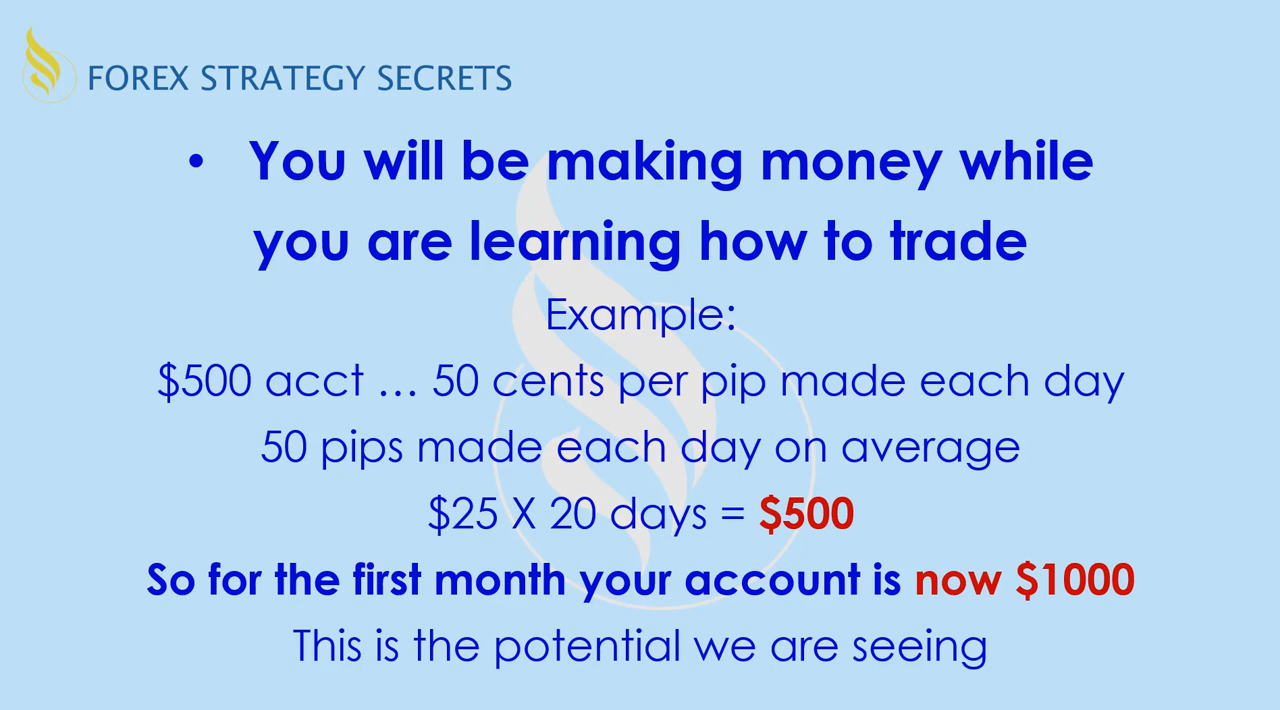 FOREX STRATEGY SECRETS
• You will be making money while
you are learning how to trade
Example:
$500 acct … 50 cents per pip made each day
50 pips made each day on average
$25 X 20 days = $500
So for the first month your account is now $1000
This is the potential we are seeing